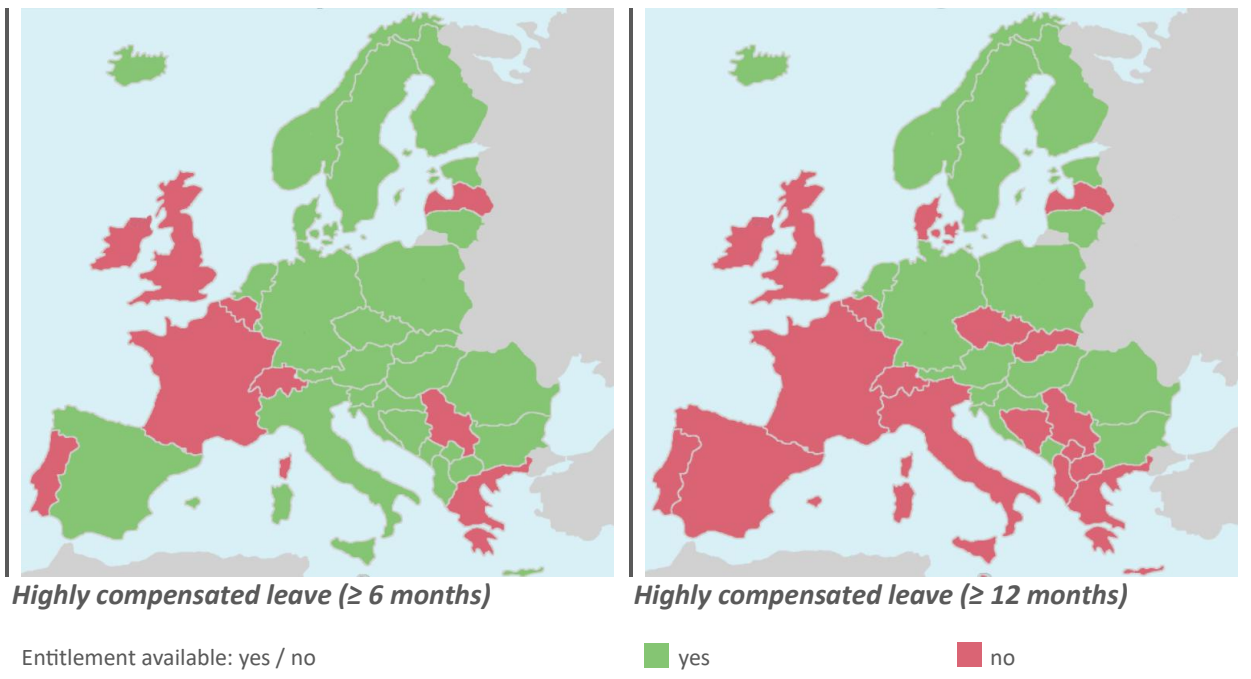 Highly compensated leave (≥ 6 months)
Highly compensated leave (≥ 12 months)
Entitlement available: yes / no
yes
no